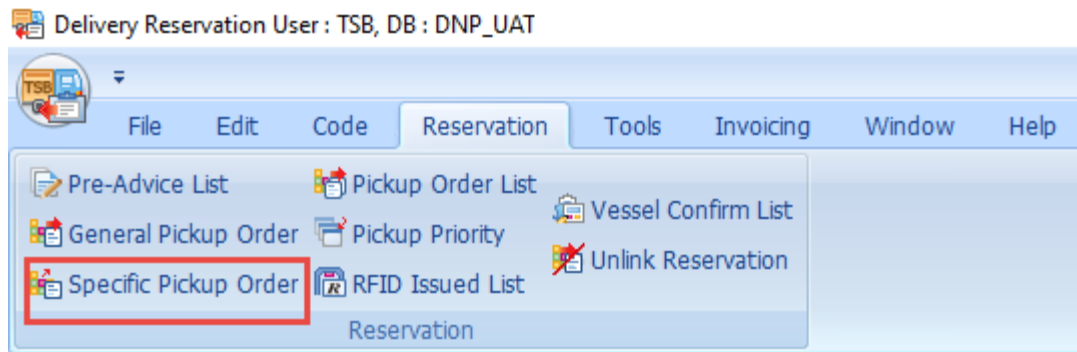 Delivery Reservation User : TSB, DB : DNP_UAT
TSB
File Edit Code Reservation Tools Invoicing Window Help
Pre-Advice List
General Pickup Order
Specific Pickup Order
Pickup Order List
Pickup Priority
RFID Issued List
Vessel Confirm List
Unlink Reservation
Reservation